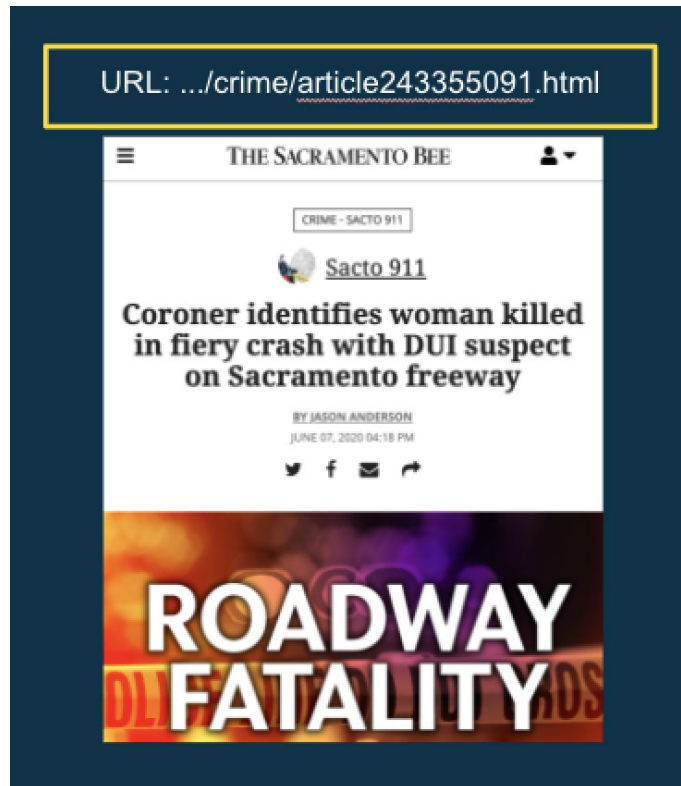 URL: .../crime/article243355091.html
THE SACRAMENTO BEE
CRIME - SACTO 911
Sacto 911
Coroner identifies woman killed
in fiery crash with DUI suspect
on Sacramento freeway
BY JASON ANDERSON
JUNE 07, 2020 04:18 PM
ROADWAY
FATALITY